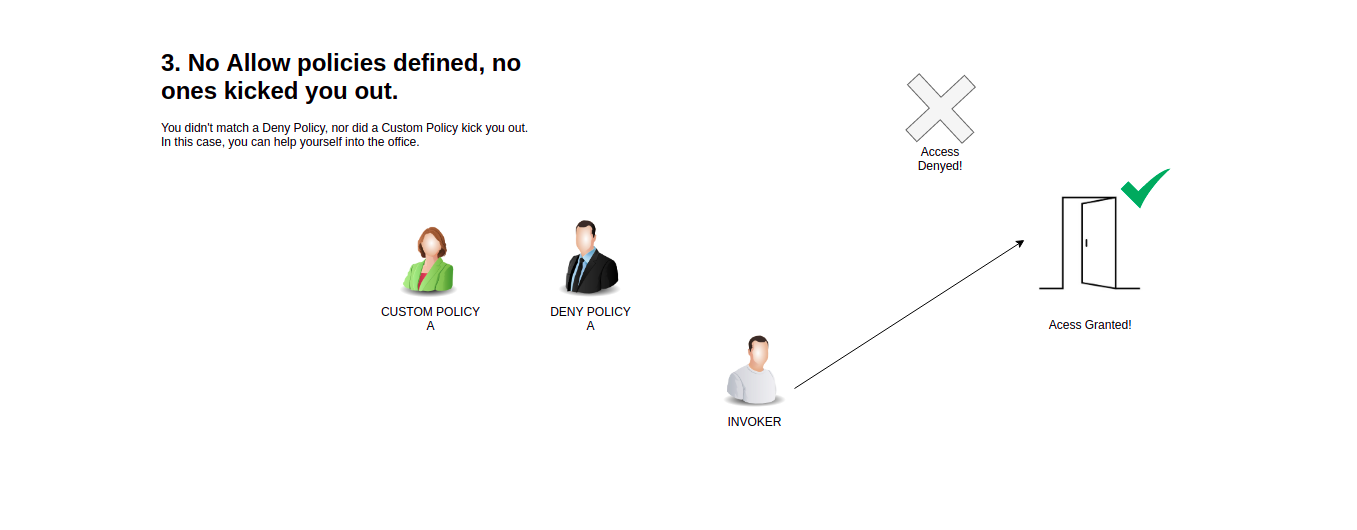 3. No Allow policies defined, no
ones kicked you out.
You didn't match a Deny Policy, nor did a Custom Policy kick you out.
In this case, you can help yourself into the office.
Access
Denied!
CUSTOM POLICY
A
DENY POLICY
A
Acess Granted!
INVOKER